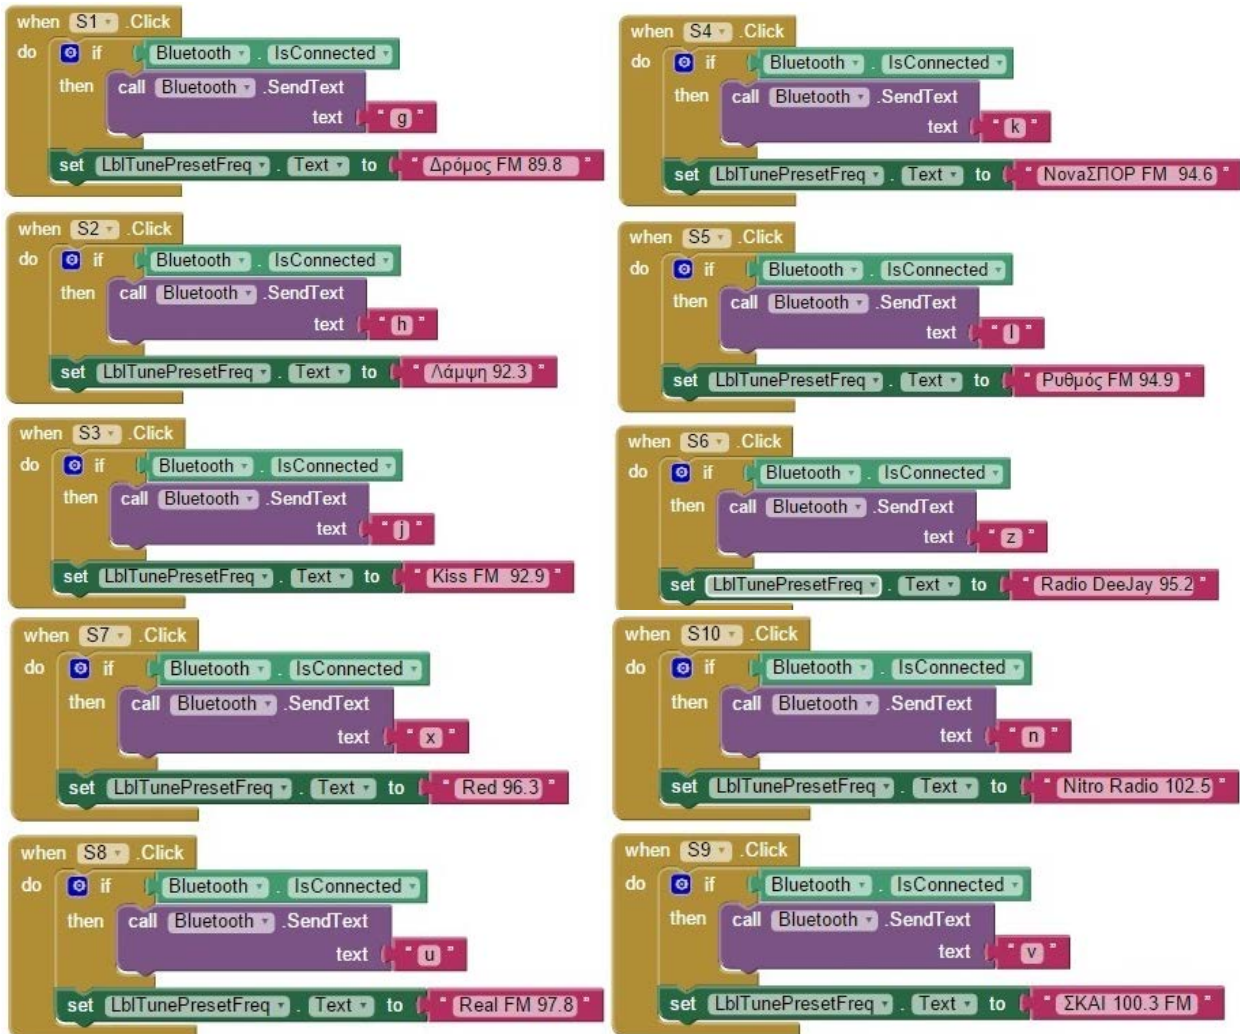 when S1 .Click
do if Bluetooth . IsConnected
then call Bluetooth .SendText
text " g "
set LblTunePresetFreq . Text to " Δρόμος FM 89.8 "
when S2 .Click
do if Bluetooth . IsConnected
then call Bluetooth .SendText
text " h "
set LblTunePresetFreq . Text to " Λάμψη 92.3 "
when S3 .Click
do if Bluetooth . IsConnected
then call Bluetooth .SendText
text " j "
set LblTunePresetFreq . Text to " Kiss FM 92.9 "
when S4 .Click
do if Bluetooth . IsConnected
then call Bluetooth .SendText
text " k "
set LblTunePresetFreq . Text to " NovaΣΠΟΡ FM 94.6 "
when S5 .Click
do if Bluetooth . IsConnected
then call Bluetooth .SendText
text " l "
set LblTunePresetFreq . Text to " Ρυθμός FM 94.9 "
when S6 .Click
do if Bluetooth . IsConnected
then call Bluetooth .SendText
text " z "
set LblTunePresetFreq . Text to " Radio DeeJay 95.2 "
when S7 .Click
do if Bluetooth . IsConnected
then call Bluetooth .SendText
text " x "
set LblTunePresetFreq . Text to " Red 96.3 "
when S8 .Click
do if Bluetooth . IsConnected
then call Bluetooth .SendText
text " u "
set LblTunePresetFreq . Text to " Real FM 97.8 "
when S10 .Click
do if Bluetooth . IsConnected
then call Bluetooth .SendText
text " n "
set LblTunePresetFreq . Text to " Nitro Radio 102.5 "
when S9 .Click
do if Bluetooth . IsConnected
then call Bluetooth .SendText
text " v "
set LblTunePresetFreq . Text to " ΣΚΑΙ 100.3 FM "